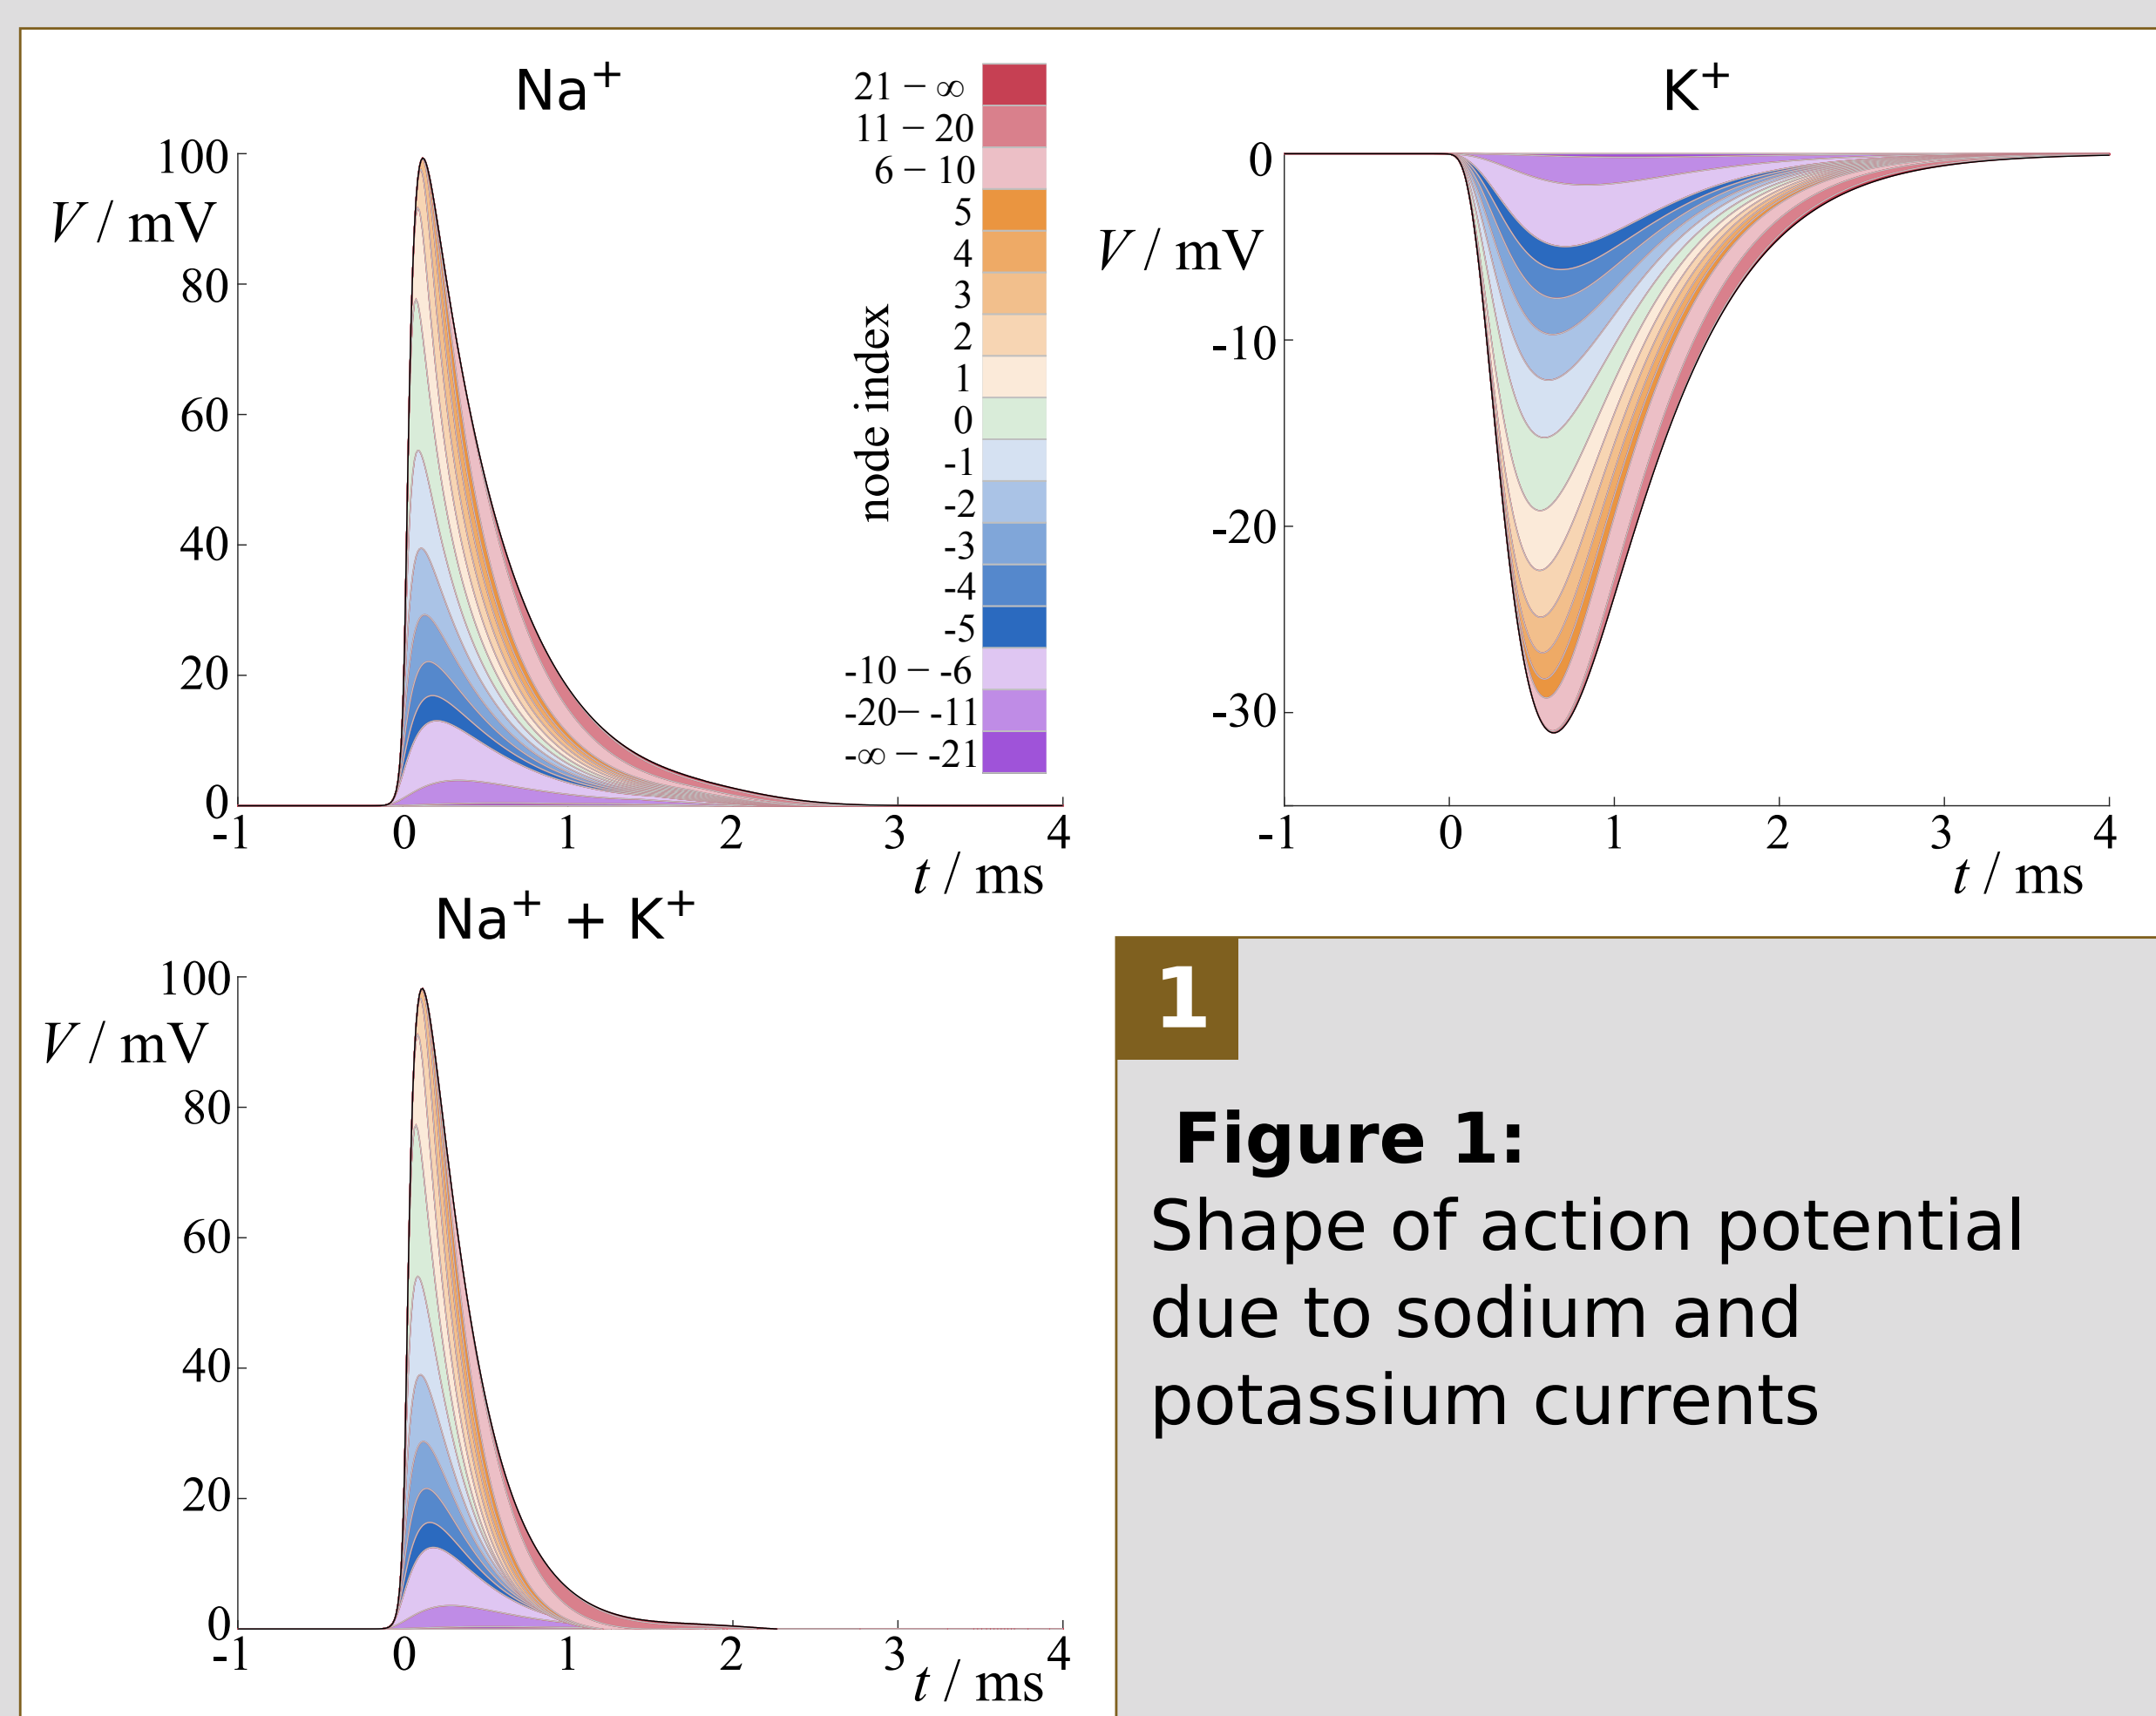 Na+
V / mV
100
80
60
40
20
0
-1 0 1 2 3 4
t / ms
node index
21 − ∞
11 − 20
6 − 10
5
4
3
2
1
0
-1
-2
-3
-4
-5
-10 − -6
-20− -11
-∞ − -21
K+
V / mV
0
-10
-20
-30
-1 0 1 2 3 4
t / ms
Na+ + K+
V / mV
100
80
60
40
20
0
-1 0 1 2 3 4
t / ms
1
Figure 1:
Shape of action potential
due to sodium and
potassium currents